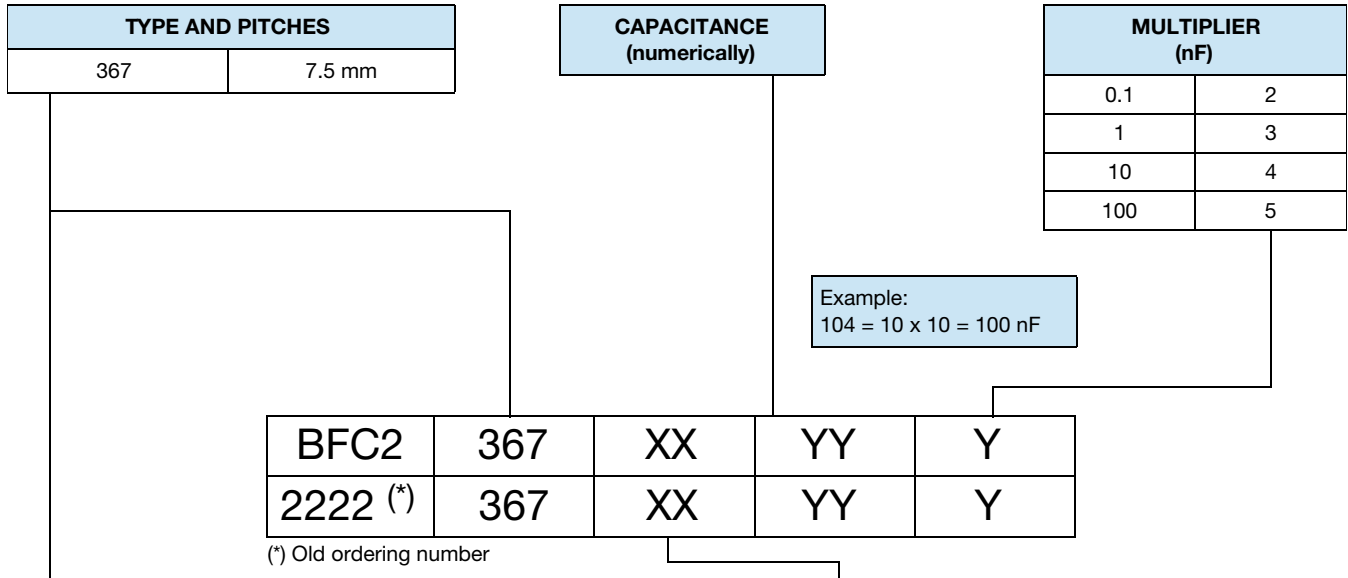 TYPE AND PITCHES
367 7.5 mm
CAPACITANCE
(numerically)
MULTIPLIER
(nF)
0.1 2
1 3
10 4
100 5
Example:
104 = 10 x 10 = 100 nF
BFC2 367 XX YY Y
2222 (*) 367 XX YY Y
(*) Old ordering number